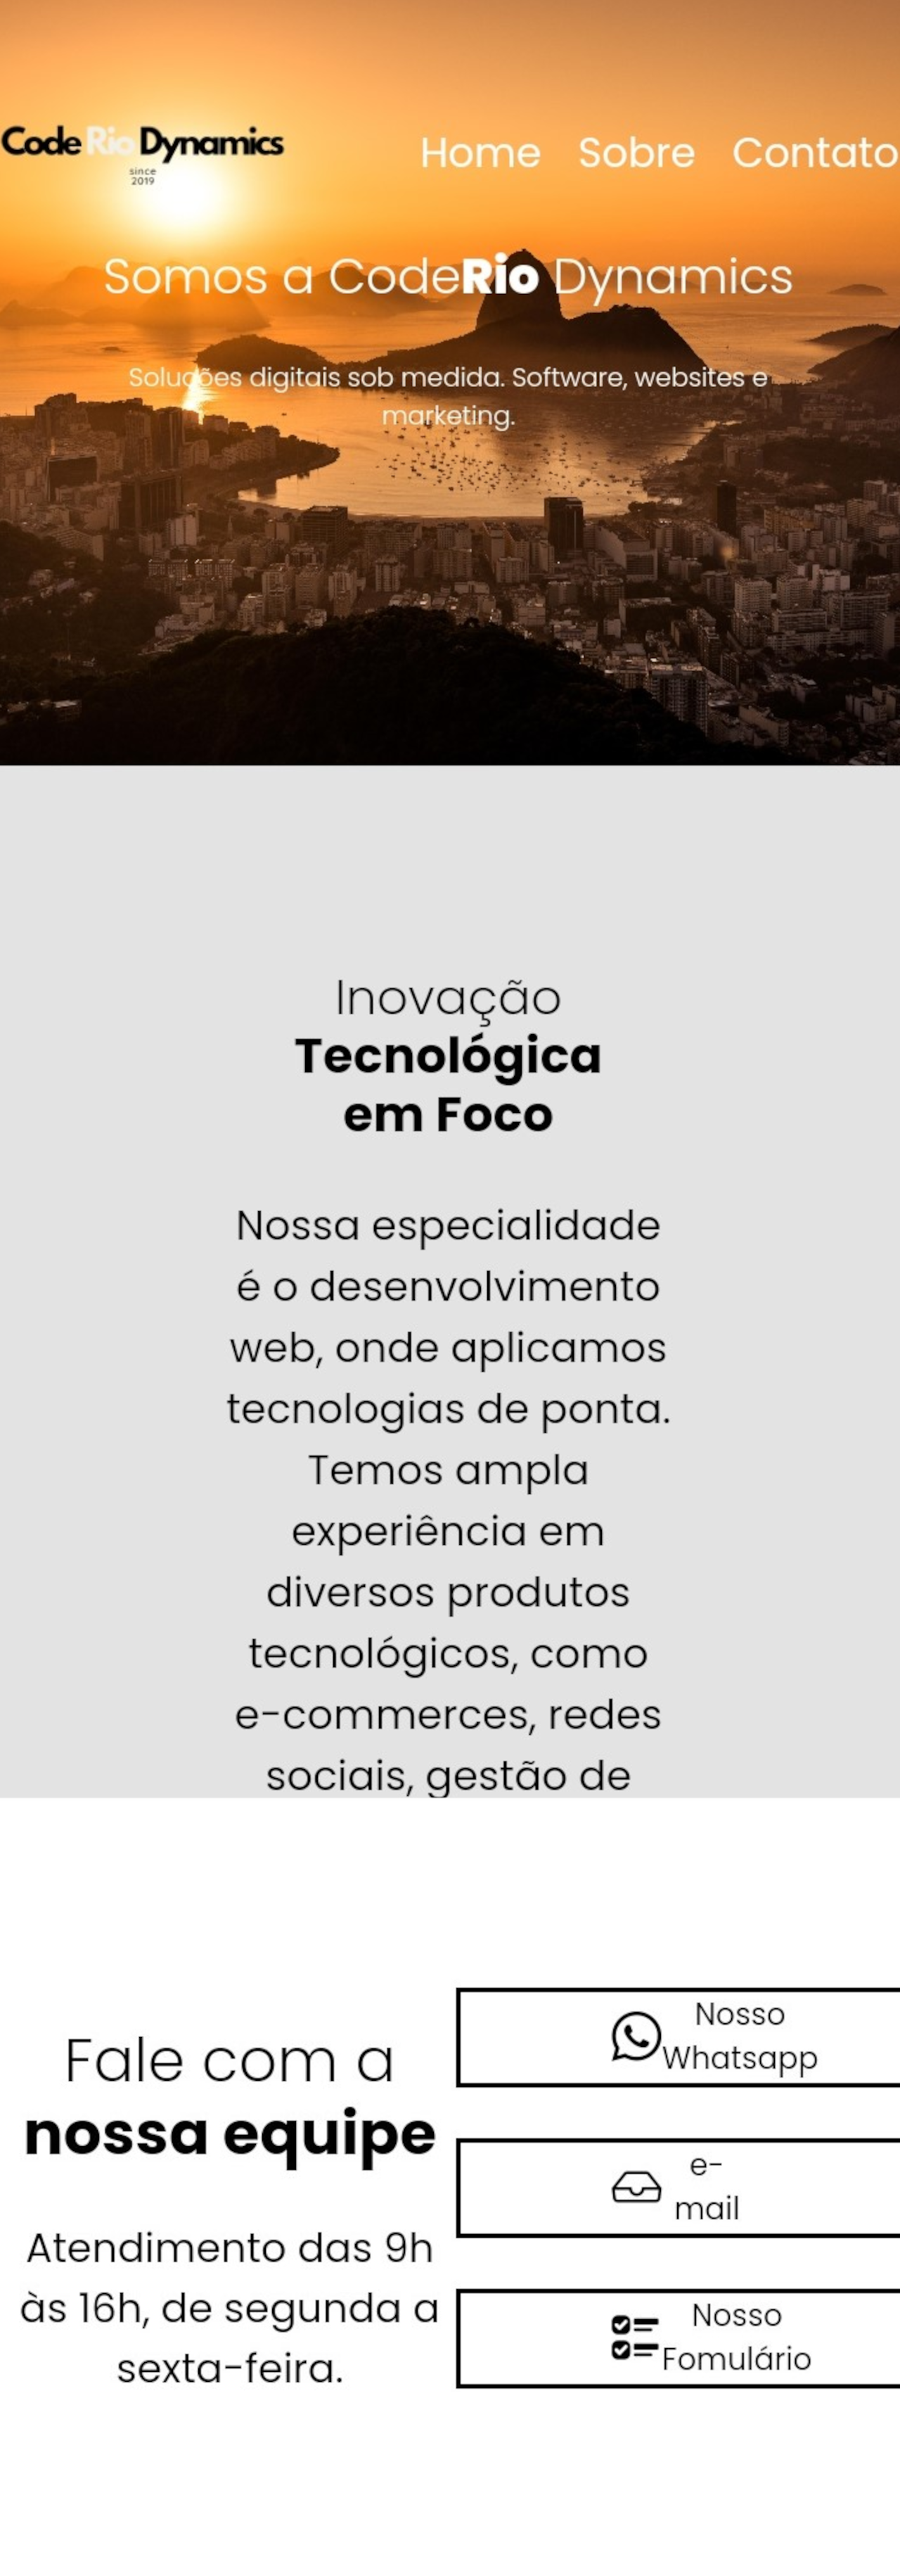 Code Rio Dynamics
since
2019
Home Sobre Contato
Somos a CodeRio Dynamics
Soluções digitais sob medida. Software, websites e
marketing.
Inovação
Tecnológica
em Foco
Nossa especialidade
é o desenvolvimento
web, onde aplicamos
tecnologias de ponta.
Temos ampla
experiência em
diversos produtos
tecnológicos, como
e-commerces, redes
sociais, gestão de
Fale com a
nossa equipe
Atendimento das 9h
às 16h, de segunda a
sexta-feira.
Nosso
Whatsapp
e-
mail
Nosso
Fomulário